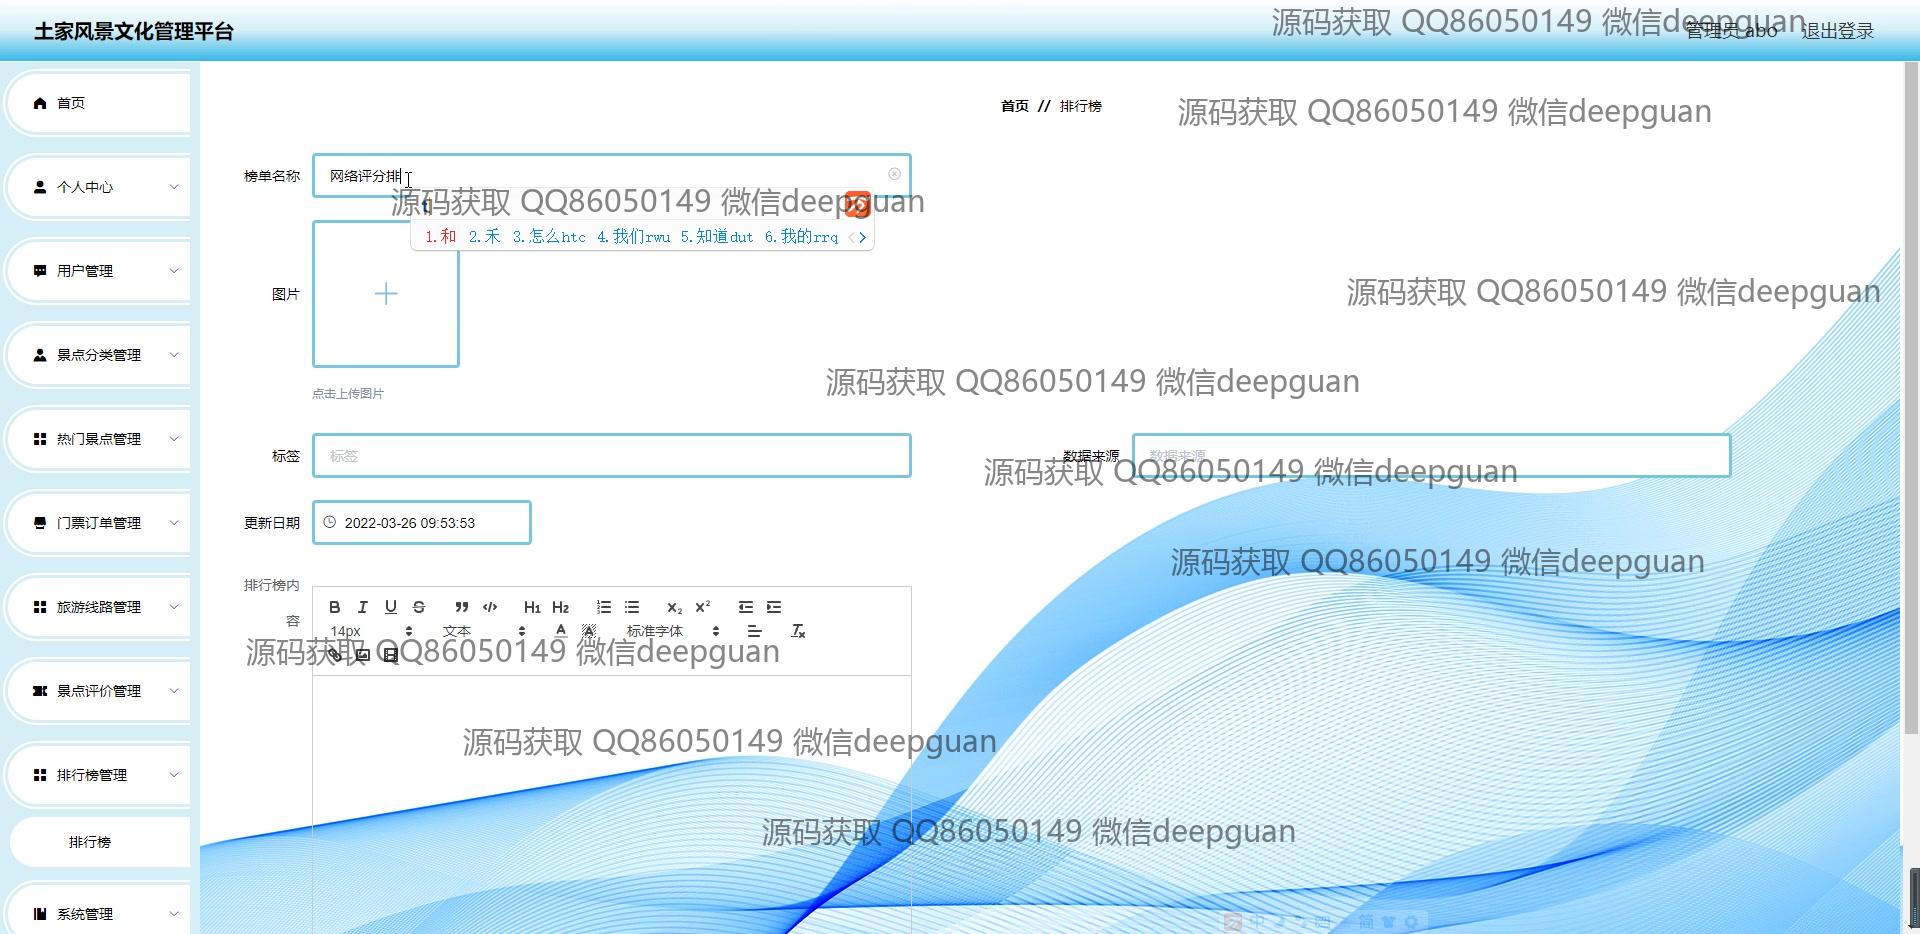 土家风景文化管理平台
源码获取 QQ86050149 微信deepguan
管理员 abo 退出登录
首页
首页 // 排行榜
源码获取 QQ86050149 微信deepguan
个人中心
榜单名称 网络评分排
源码获取 QQ86050149 微信deepguan
1.和 2.禾 3.怎么htc 4.我们rwu 5.知道dut 6.我的rrq
用户管理
图片
源码获取 QQ86050149 微信deepguan
景点分类管理
点击上传图片
源码获取 QQ86050149 微信deepguan
热门景点管理
标签 标签
数据来源 数据来源
源码获取 QQ86050149 微信deepguan
门票订单管理
更新日期 2022-03-26 09:53:53
源码获取 QQ86050149 微信deepguan
旅游线路管理
排行榜内
容
B I U S H1 H2 X2 X2
14px 文本 A A 标准字体 Tx
源码获取 QQ86050149 微信deepguan
景点评价管理
源码获取 QQ86050149 微信deepguan
排行榜管理
源码获取 QQ86050149 微信deepguan
排行榜
系统管理
中 简